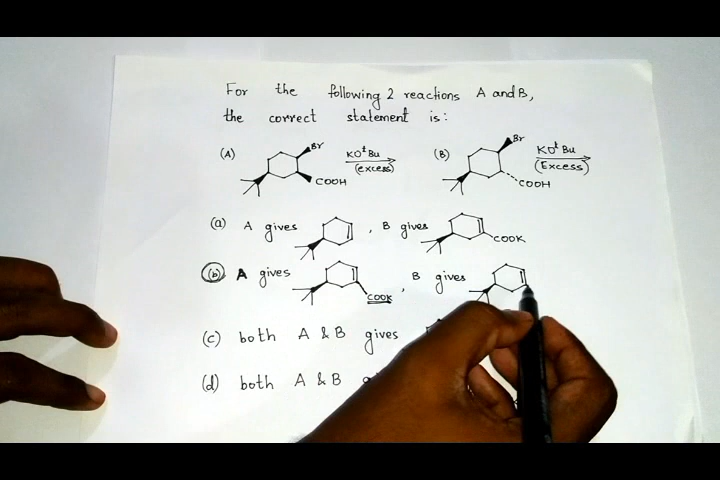 For the following 2 reactions A and B,
the correct statement is:
(A) Br COOH KOᵗBu (excess)
(B) Br COOH KOᵗBu (Excess)
(a) A gives , B gives COOK
(b) A gives COOK , B gives
(c) both A & B gives
(d) both A & B